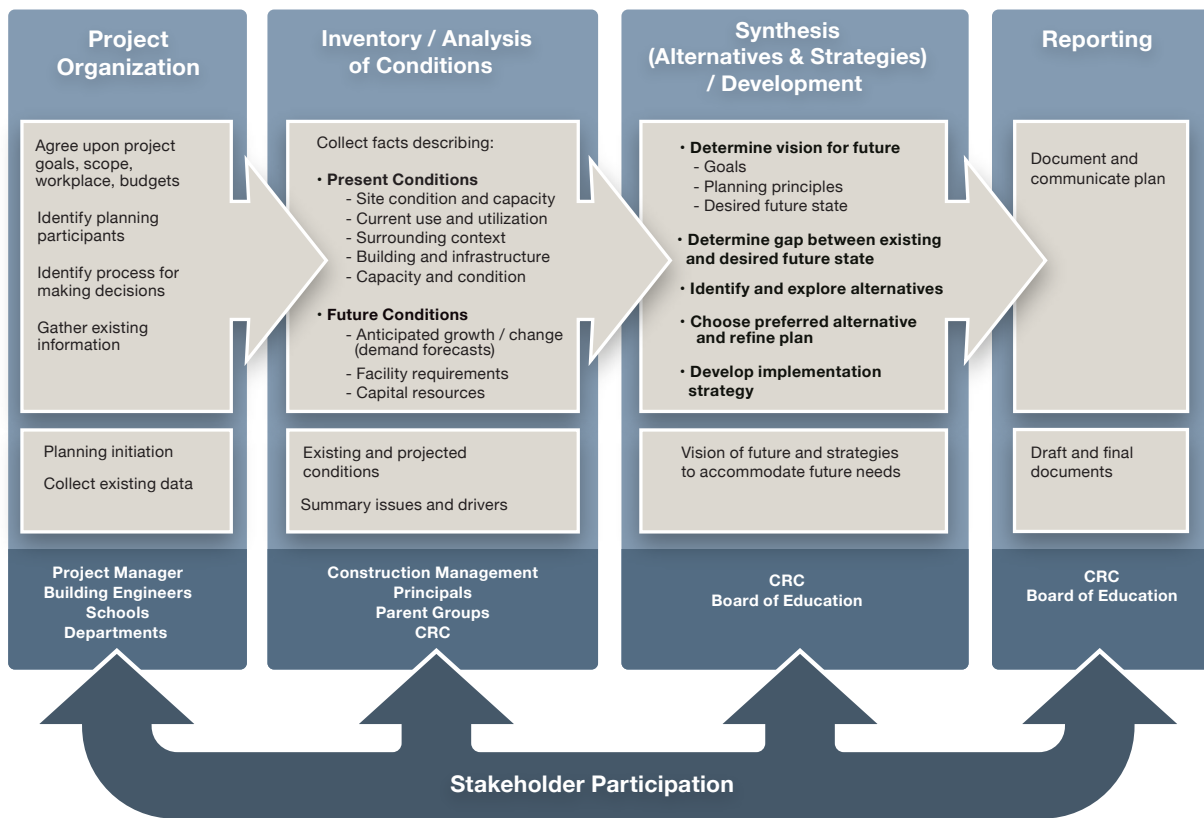 Project
Organization
Agree upon project
goals, scope,
workplace, budgets
Identify planning
participants
Identify process for
making decisions
Gather existing
information
Planning initiation
Collect existing data
Project Manager
Building Engineers
Schools
Departments
Inventory / Analysis
of Conditions
Collect facts describing:
• Present Conditions
- Site condition and capacity
- Current use and utilization
- Surrounding context
- Building and infrastructure
- Capacity and condition
• Future Conditions
- Anticipated growth / change
(demand forecasts)
- Facility requirements
- Capital resources
Existing and projected
conditions
Summary issues and drivers
Construction Management
Principals
Parent Groups
CRC
Synthesis
(Alternatives & Strategies)
/ Development
• Determine vision for future
- Goals
- Planning principles
- Desired future state
• Determine gap between existing
and desired future state
• Identify and explore alternatives
• Choose preferred alternative
and refine plan
• Develop implementation
strategy
Vision of future and strategies
to accommodate future needs
CRC
Board of Education
Reporting
Document and
communicate plan
Draft and final
documents
CRC
Board of Education
Stakeholder Participation